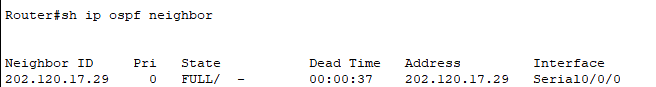 Router#sh ip ospf neighbor
Neighbor ID     Pri   State           Dead Time   Address         Interface
202.120.17.29     0   FULL/  -        00:00:37    202.120.17.29   Serial0/0/0